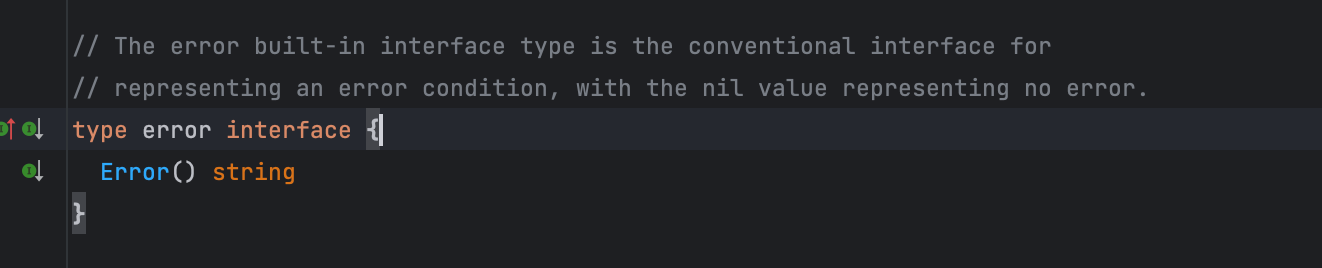 // The error built-in interface type is the conventional interface for
// representing an error condition, with the nil value representing no error.
type error interface {
  Error() string
}